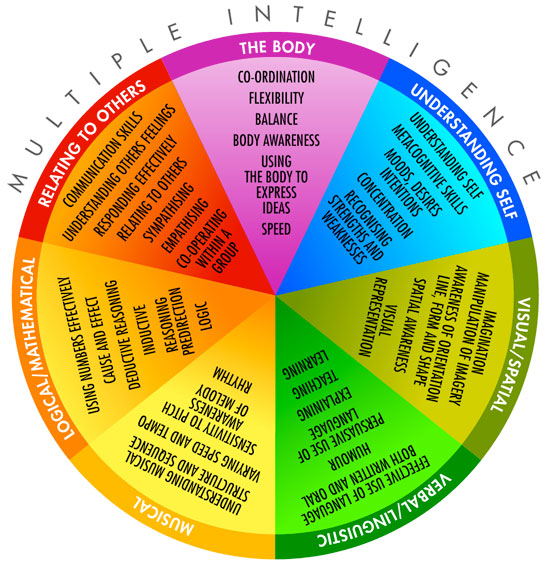 MULTIPLE INTELLIGENCE
THE BODY
CO-ORDINATION
FLEXIBILITY
BALANCE
BODY AWARENESS
USING
THE BODY TO
EXPRESS
IDEAS
SPEED
UNDERSTANDING SELF
UNDERSTANDING SELF
METACOGNITIVE SKILLS
MOODS, DESIRES
INTENTIONS
CONCENTRATION
RECOGNISING
STRENGTHS AND
WEAKNESSES
VISUAL/SPATIAL
IMAGINATION
MANIPULATION OF IMAGERY
AWARENESS OF ORIENTATION
LINE, FORM AND SHAPE
SPATIAL AWARENESS
VISUAL
REPRESENTATION
VERBAL/LINGUISTIC
EFFECTIVE USE OF LANGUAGE
BOTH WRITTEN AND ORAL
HUMOUR
PERSUASIVE USE OF
LANGUAGE
EXPLAINING
TEACHING
LEARNING
MUSICAL
UNDERSTANDING MUSICAL
STRUCTURE AND SEQUENCE
VARYING SPEED AND TEMPO
SENSITIVITY TO PITCH
AWARENESS
OF MELODY
RHYTHM
LOGICAL/MATHEMATICAL
USING NUMBERS EFFECTIVELY
CAUSE AND EFFECT
DEDUCTIVE REASONING
INDUCTIVE
REASONING
PREDIRECTION
LOGIC
RELATING TO OTHERS
COMMUNICATION SKILLS
UNDERSTANDING OTHERS FEELINGS
RESPONDING EFFECTIVELY
RELATING TO OTHERS
SYMPATHISING
EMPATHISING
CO-OPERATING
WITHIN A
GROUP